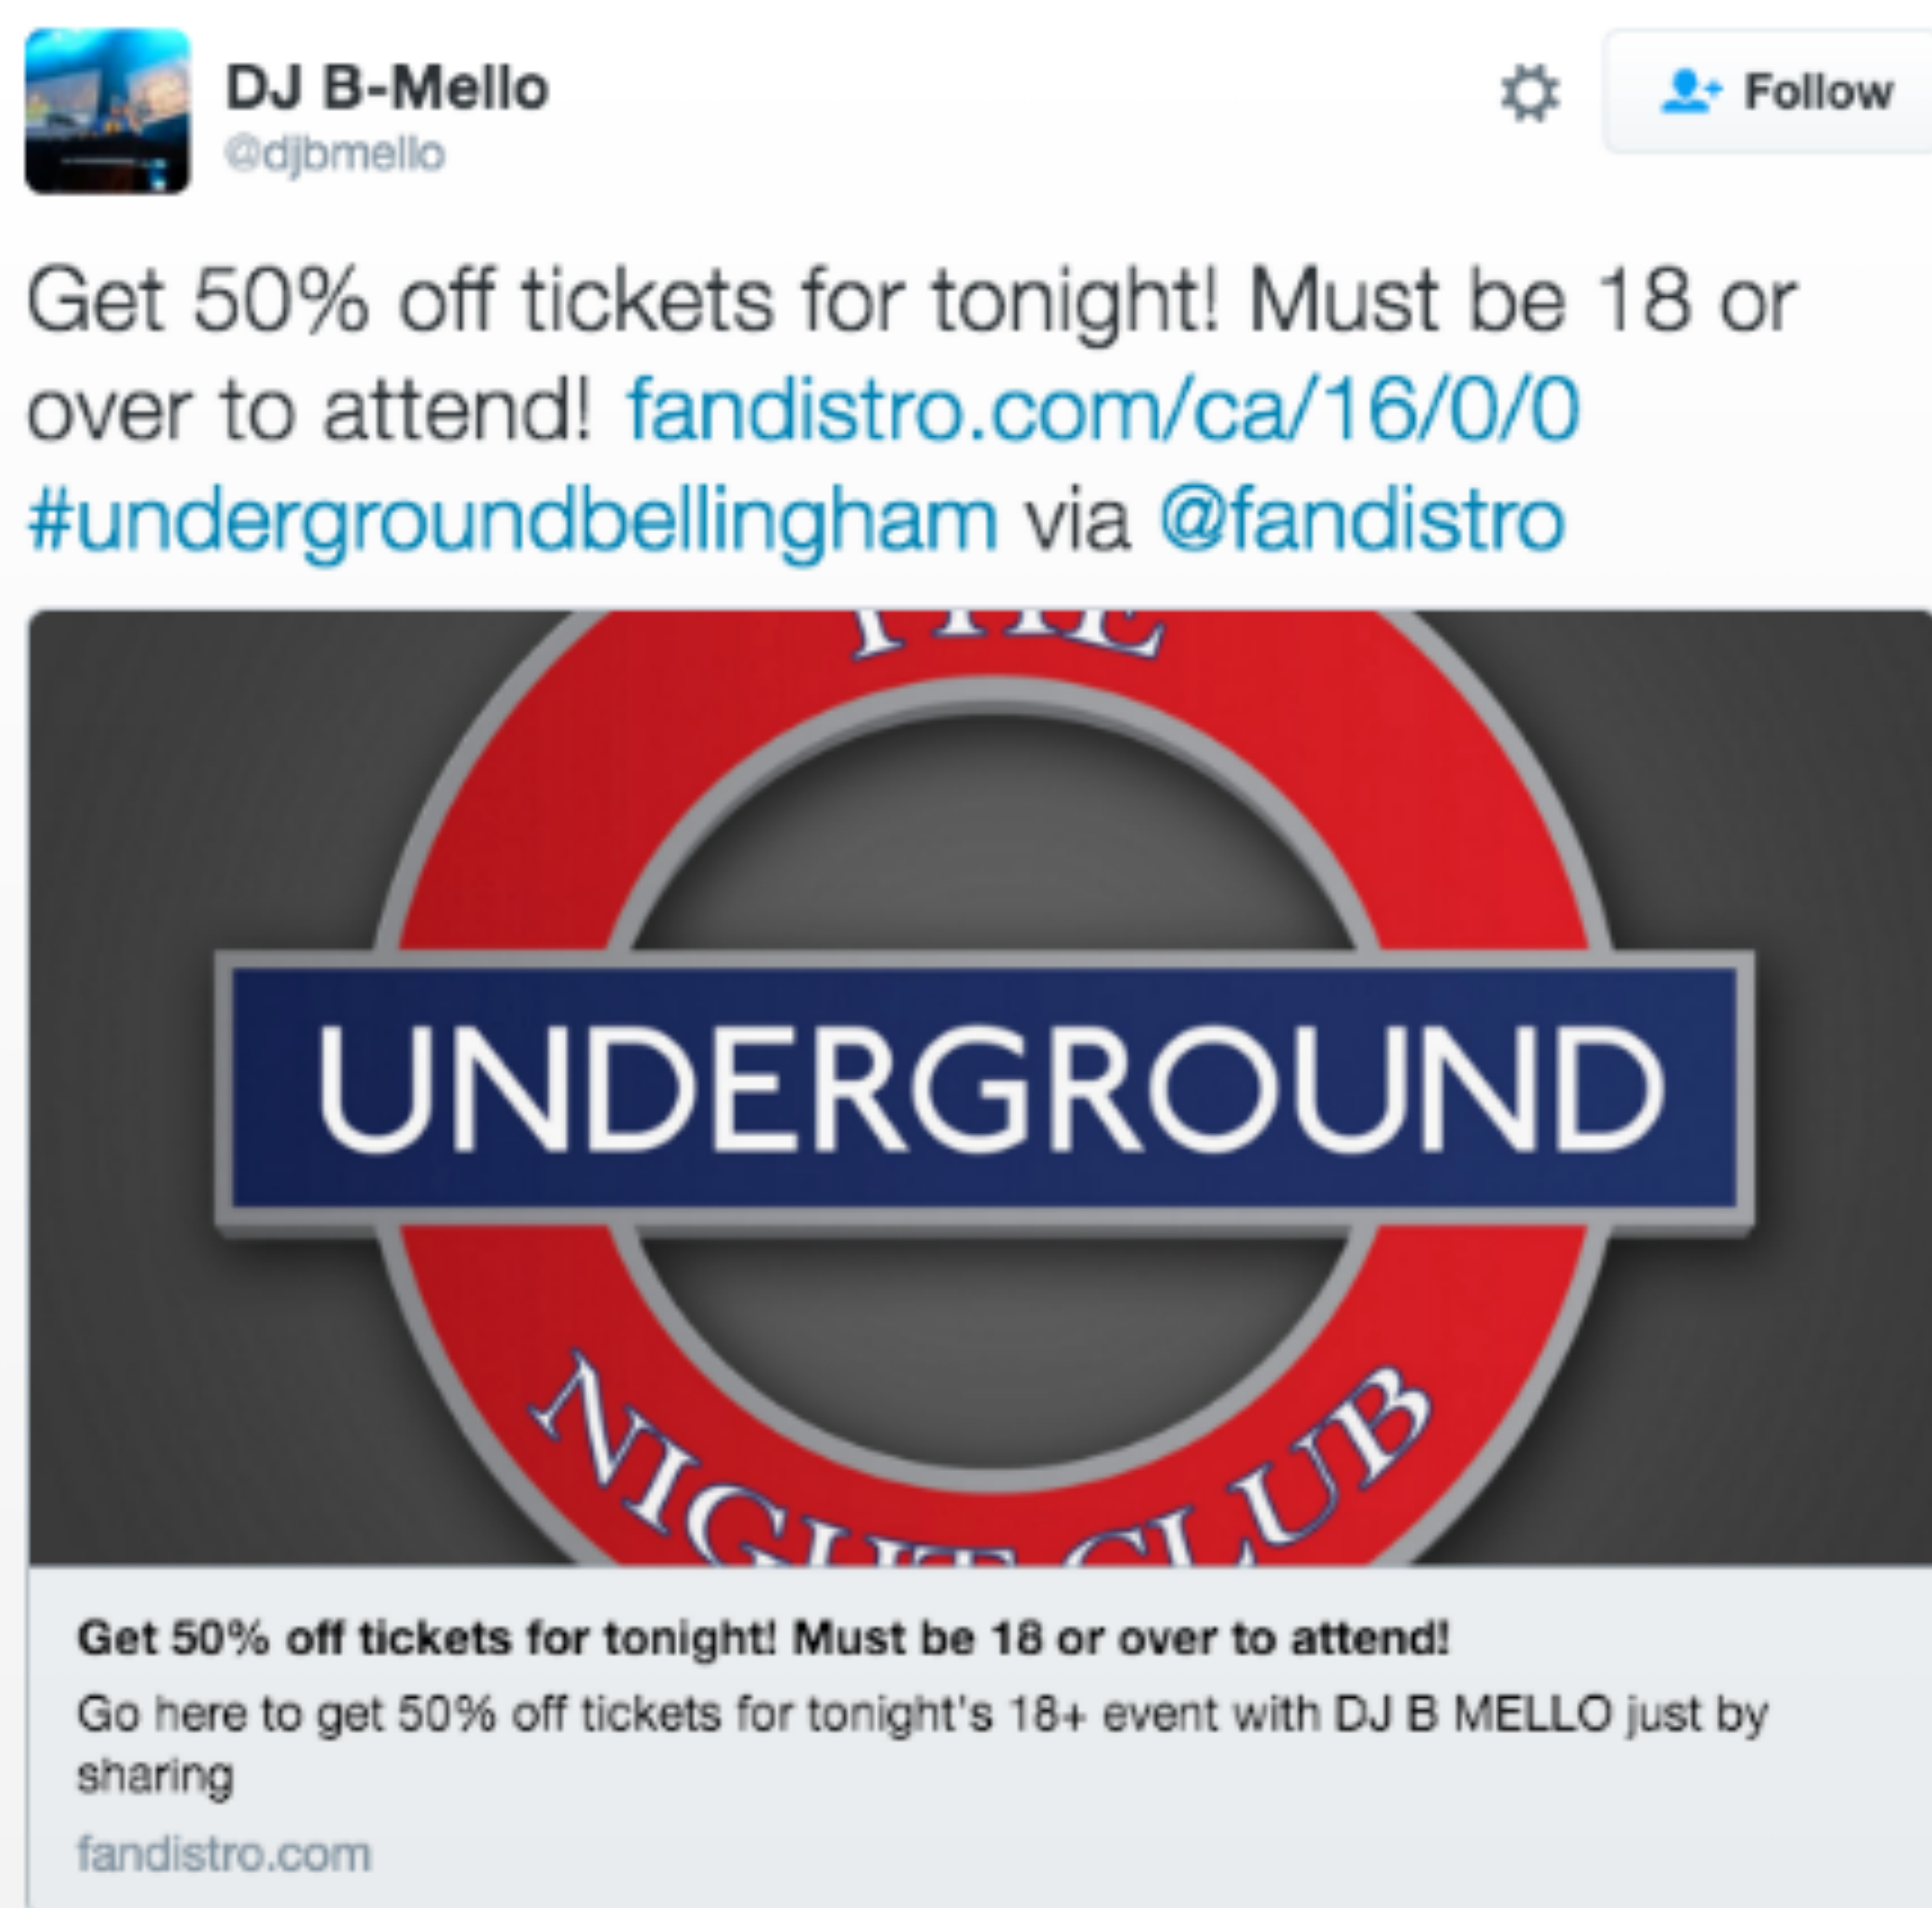 DJ B-Mello
@djbmello
Follow
Get 50% off tickets for tonight! Must be 18 or
over to attend! fandistro.com/ca/16/0/0
#undergroundbellingham via @fandistro
THE
UNDERGROUND
NIGHT CLUB
Get 50% off tickets for tonight! Must be 18 or over to attend!
Go here to get 50% off tickets for tonight's 18+ event with DJ B MELLO just by
sharing
fandistro.com